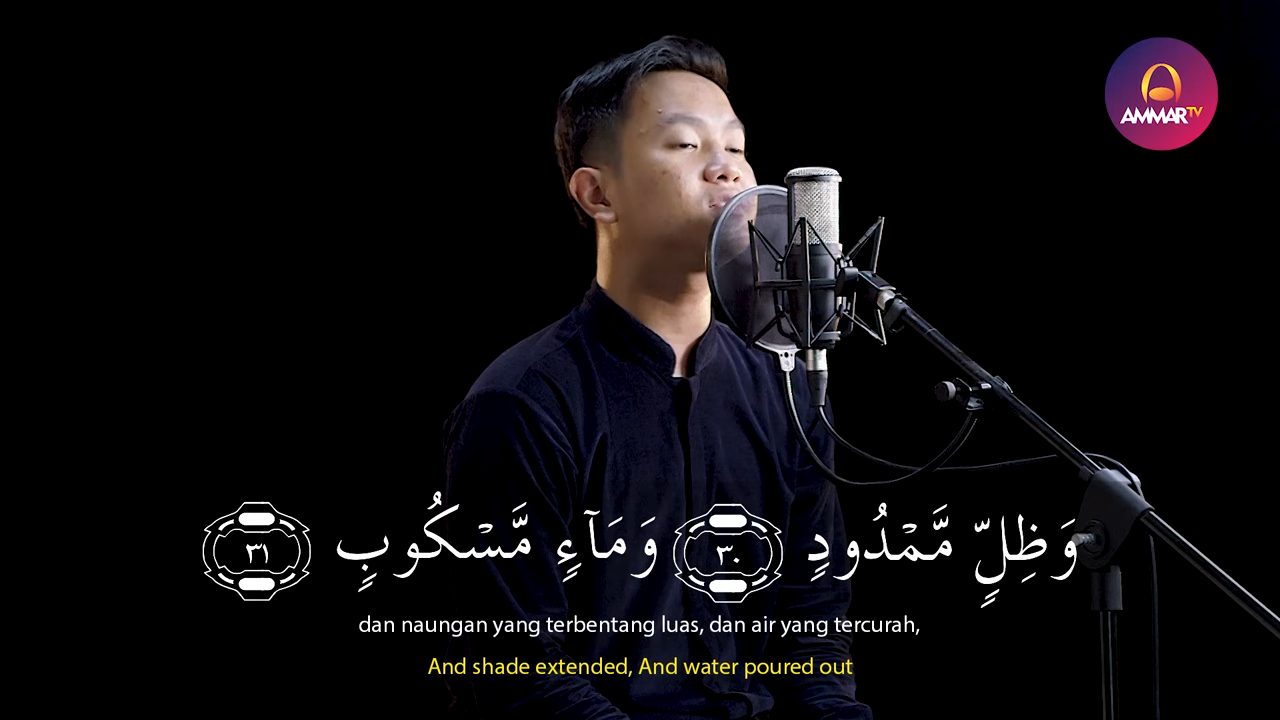 AMMARTV
وَظِلٍّ مَّمْدُودٍ ٣٠ وَمَآءٍ مَّسْكُوبٍ ٣١
dan naungan yang terbentang luas, dan air yang tercurah,
And shade extended, And water poured out